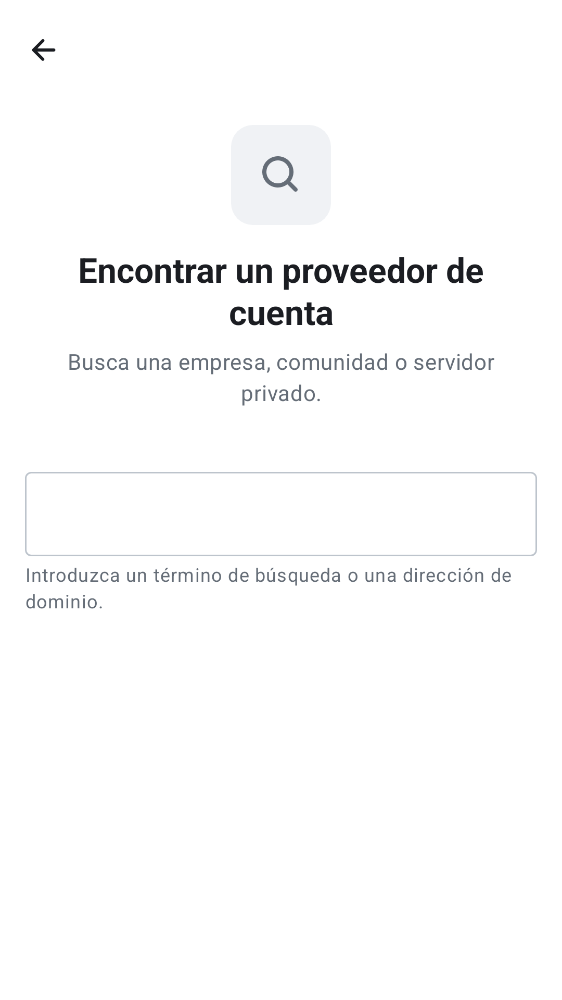 Encontrar un proveedor de
cuenta
Busca una empresa, comunidad o servidor
privado.
Introduzca un término de búsqueda o una dirección de
dominio.